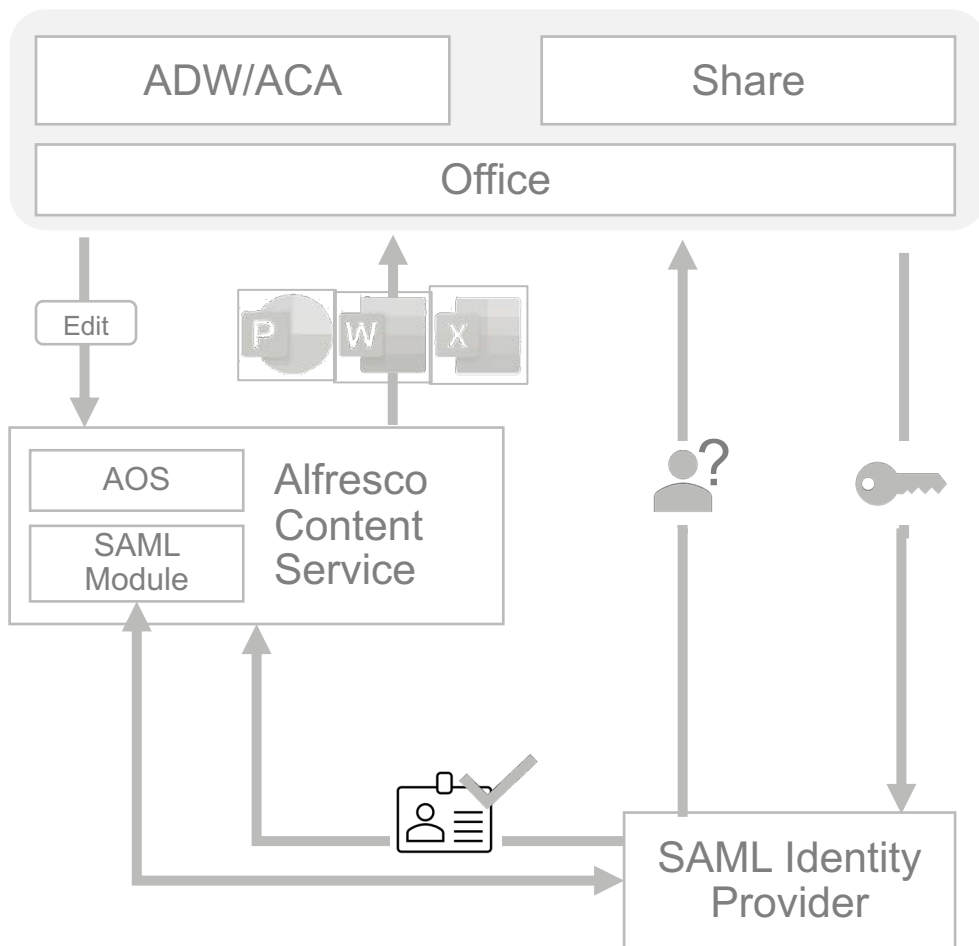 ADW/ACA
Share
Office
Edit
P
W
X
AOS
SAML
Module
Alfresco
Content
Service
?
SAML Identity
Provider